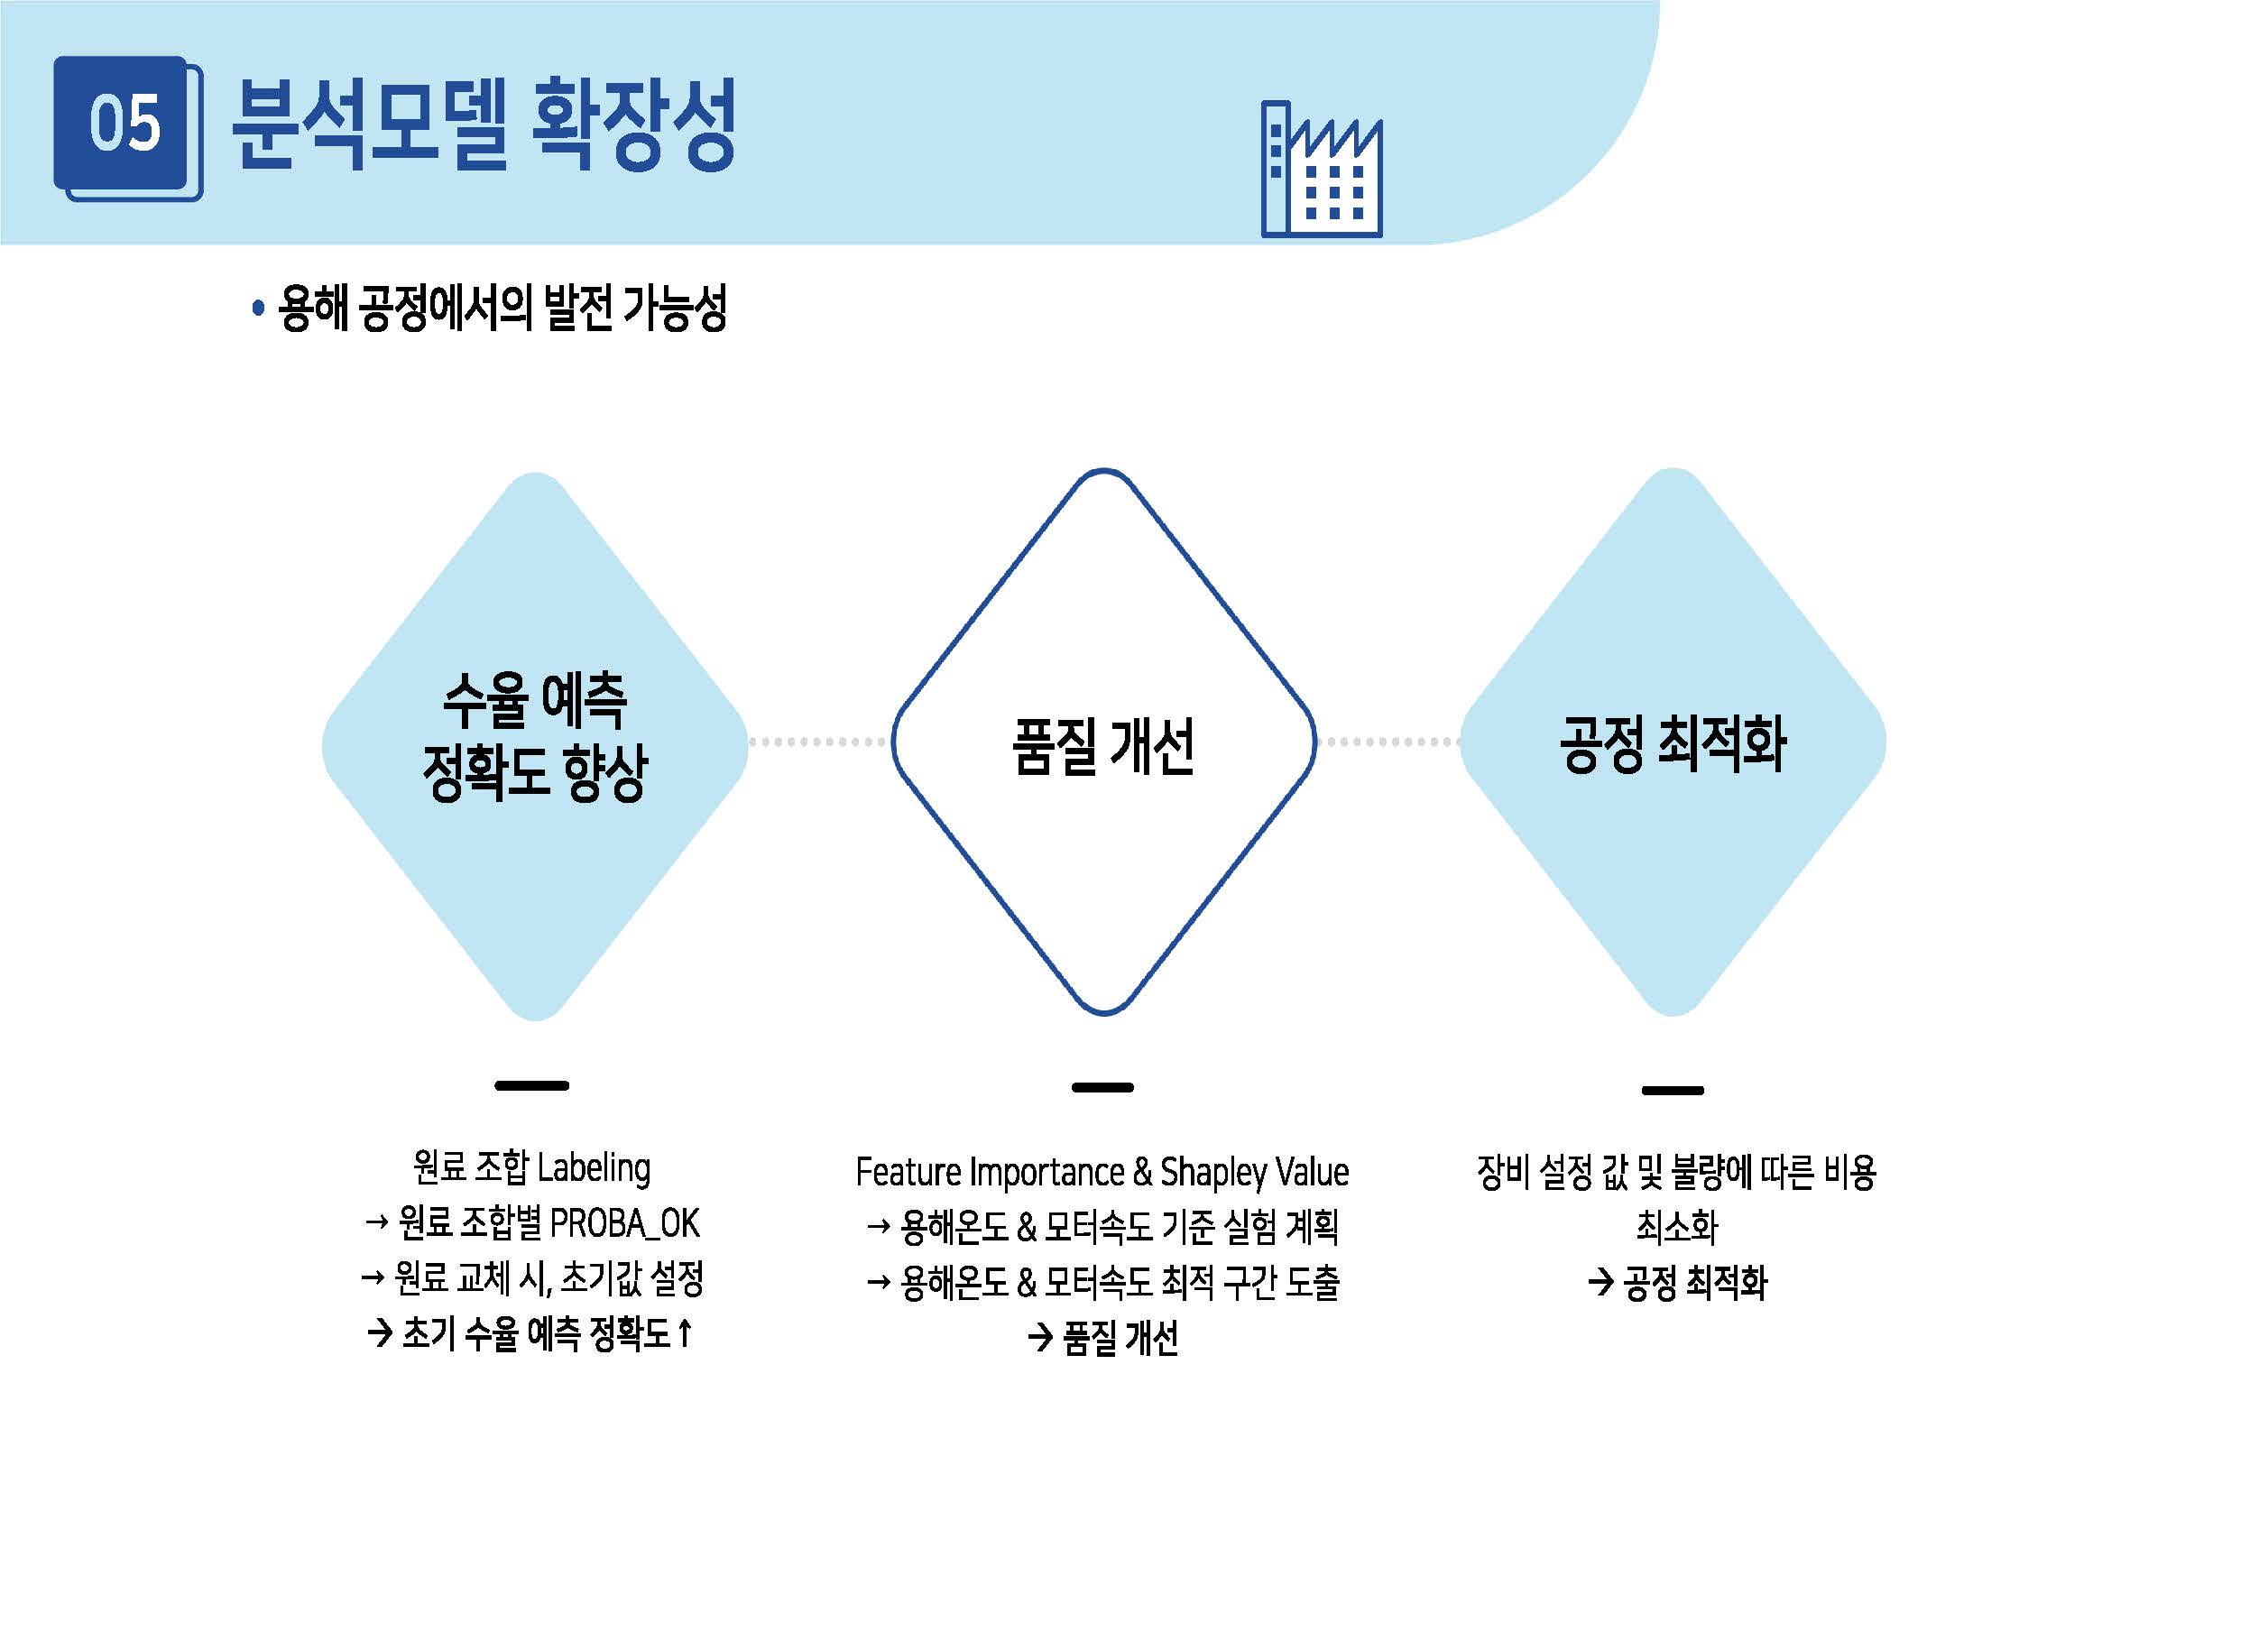 05 분석모델 확장성
• 용해 공정에서의 발전 가능성
수율 예측
정확도 향상
품질 개선
공정 최적화
원료 조합 Labeling
→ 원료 조합별 PROBA_OK
→ 원료 교체 시, 초기값 설정
→ 초기 수율 예측 정확도 ↑
Feature Importance & Shapley Value
→ 용해온도 & 모터속도 기준 실험 계획
→ 용해온도 & 모터속도 최적 구간 도출
→ 품질 개선
장비 설정 값 및 불량에 따른 비용
최소화
→ 공정 최적화